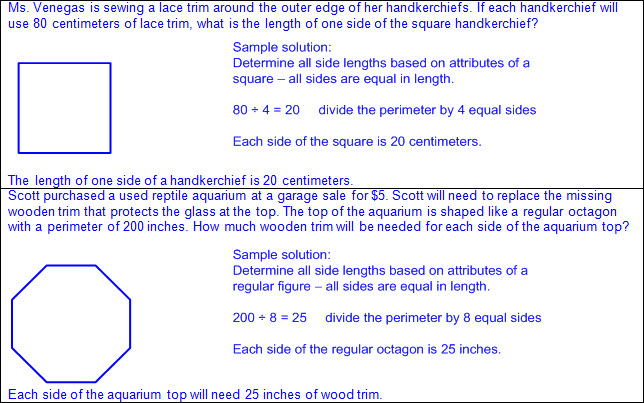 Ms. Venegas is sewing a lace trim around the outer edge of her handkerchiefs. If each handkerchief will
use 80 centimeters of lace trim, what is the length of one side of the square handkerchief?
Sample solution:
Determine all side lengths based on attributes of a
square – all sides are equal in length.
80 ÷ 4 = 20 divide the perimeter by 4 equal sides
Each side of the square is 20 centimeters.
The length of one side of a handkerchief is 20 centimeters.
Scott purchased a used reptile aquarium at a garage sale for $5. Scott will need to replace the missing
wooden trim that protects the glass at the top. The top of the aquarium is shaped like a regular octagon
with a perimeter of 200 inches. How much wooden trim will be needed for each side of the aquarium top?
Sample solution:
Determine all side lengths based on attributes of a
regular figure – all sides are equal in length.
200 ÷ 8 = 25 divide the perimeter by 8 equal sides
Each side of the regular octagon is 25 inches.
Each side of the aquarium top will need 25 inches of wood trim.